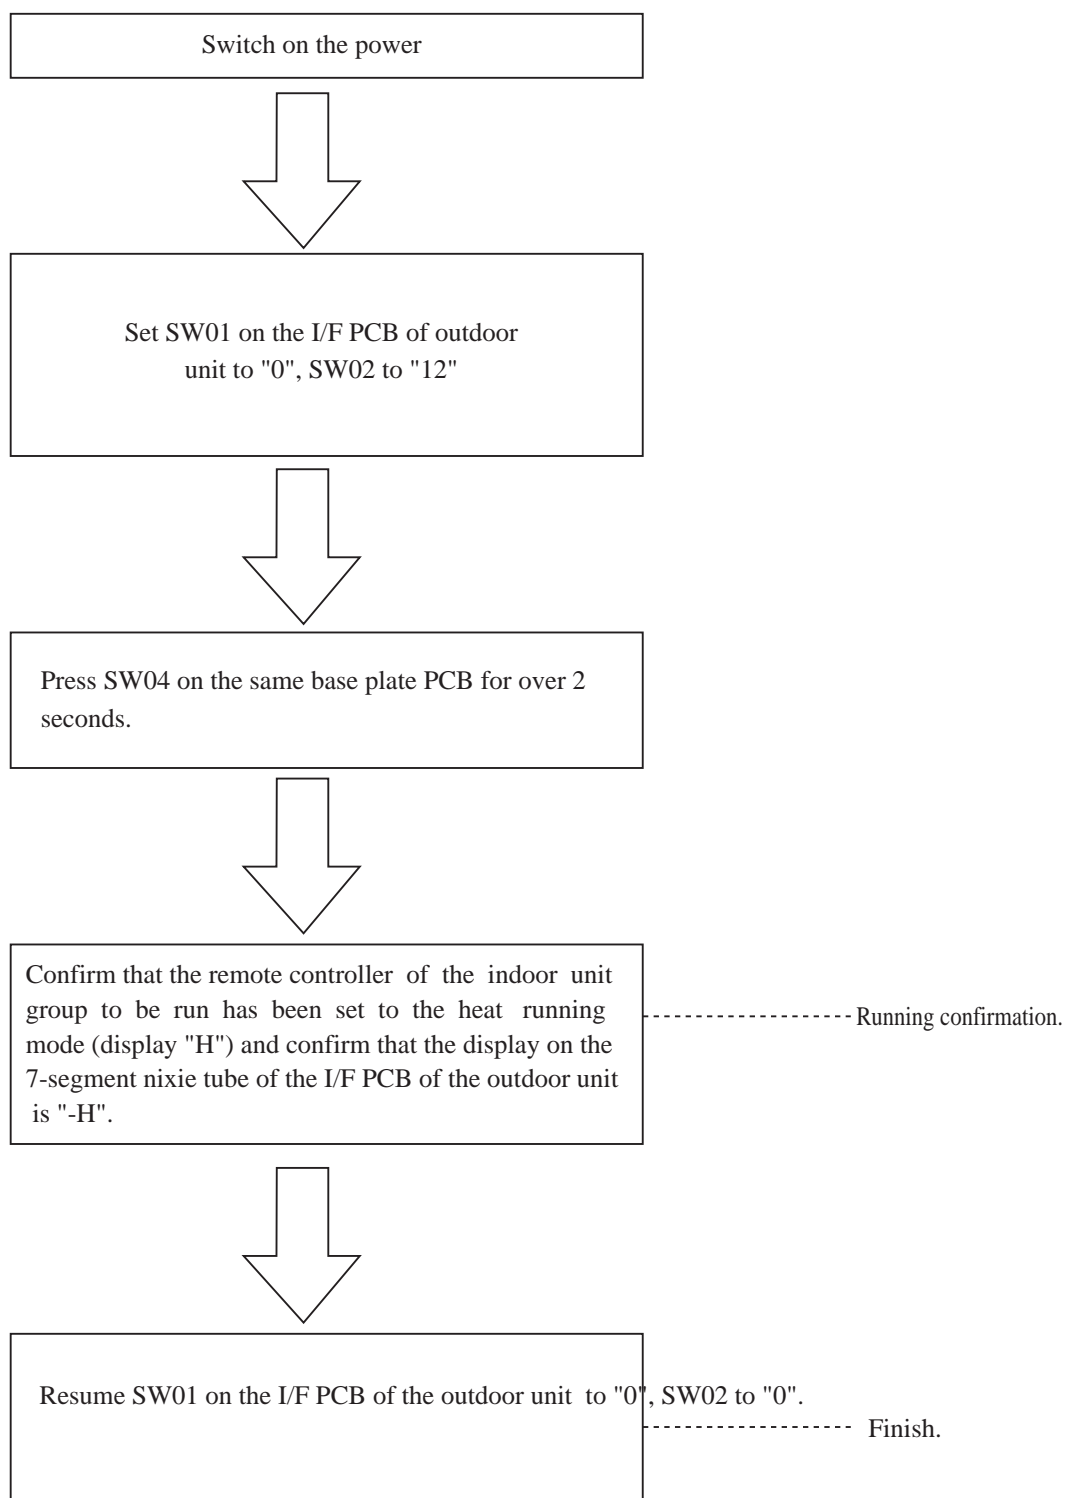 Switch on the power
Set SW01 on the I/F PCB of outdoor
unit to "0", SW02 to "12"
Press SW04 on the same base plate PCB for over 2
seconds.
Confirm that the remote controller of the indoor unit
group to be run has been set to the heat running
mode (display "H") and confirm that the display on the
7-segment nixie tube of the I/F PCB of the outdoor unit
is "-H".
Running confirmation.
Resume SW01 on the I/F PCB of the outdoor unit to "0", SW02 to "0".
Finish.